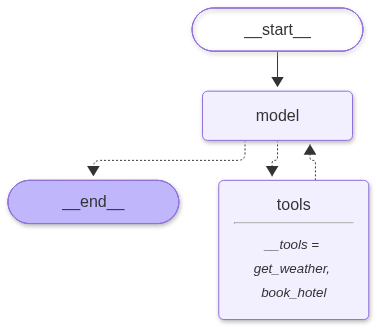 __start__
model
__end__
tools
__tools =
get_weather,
book_hotel